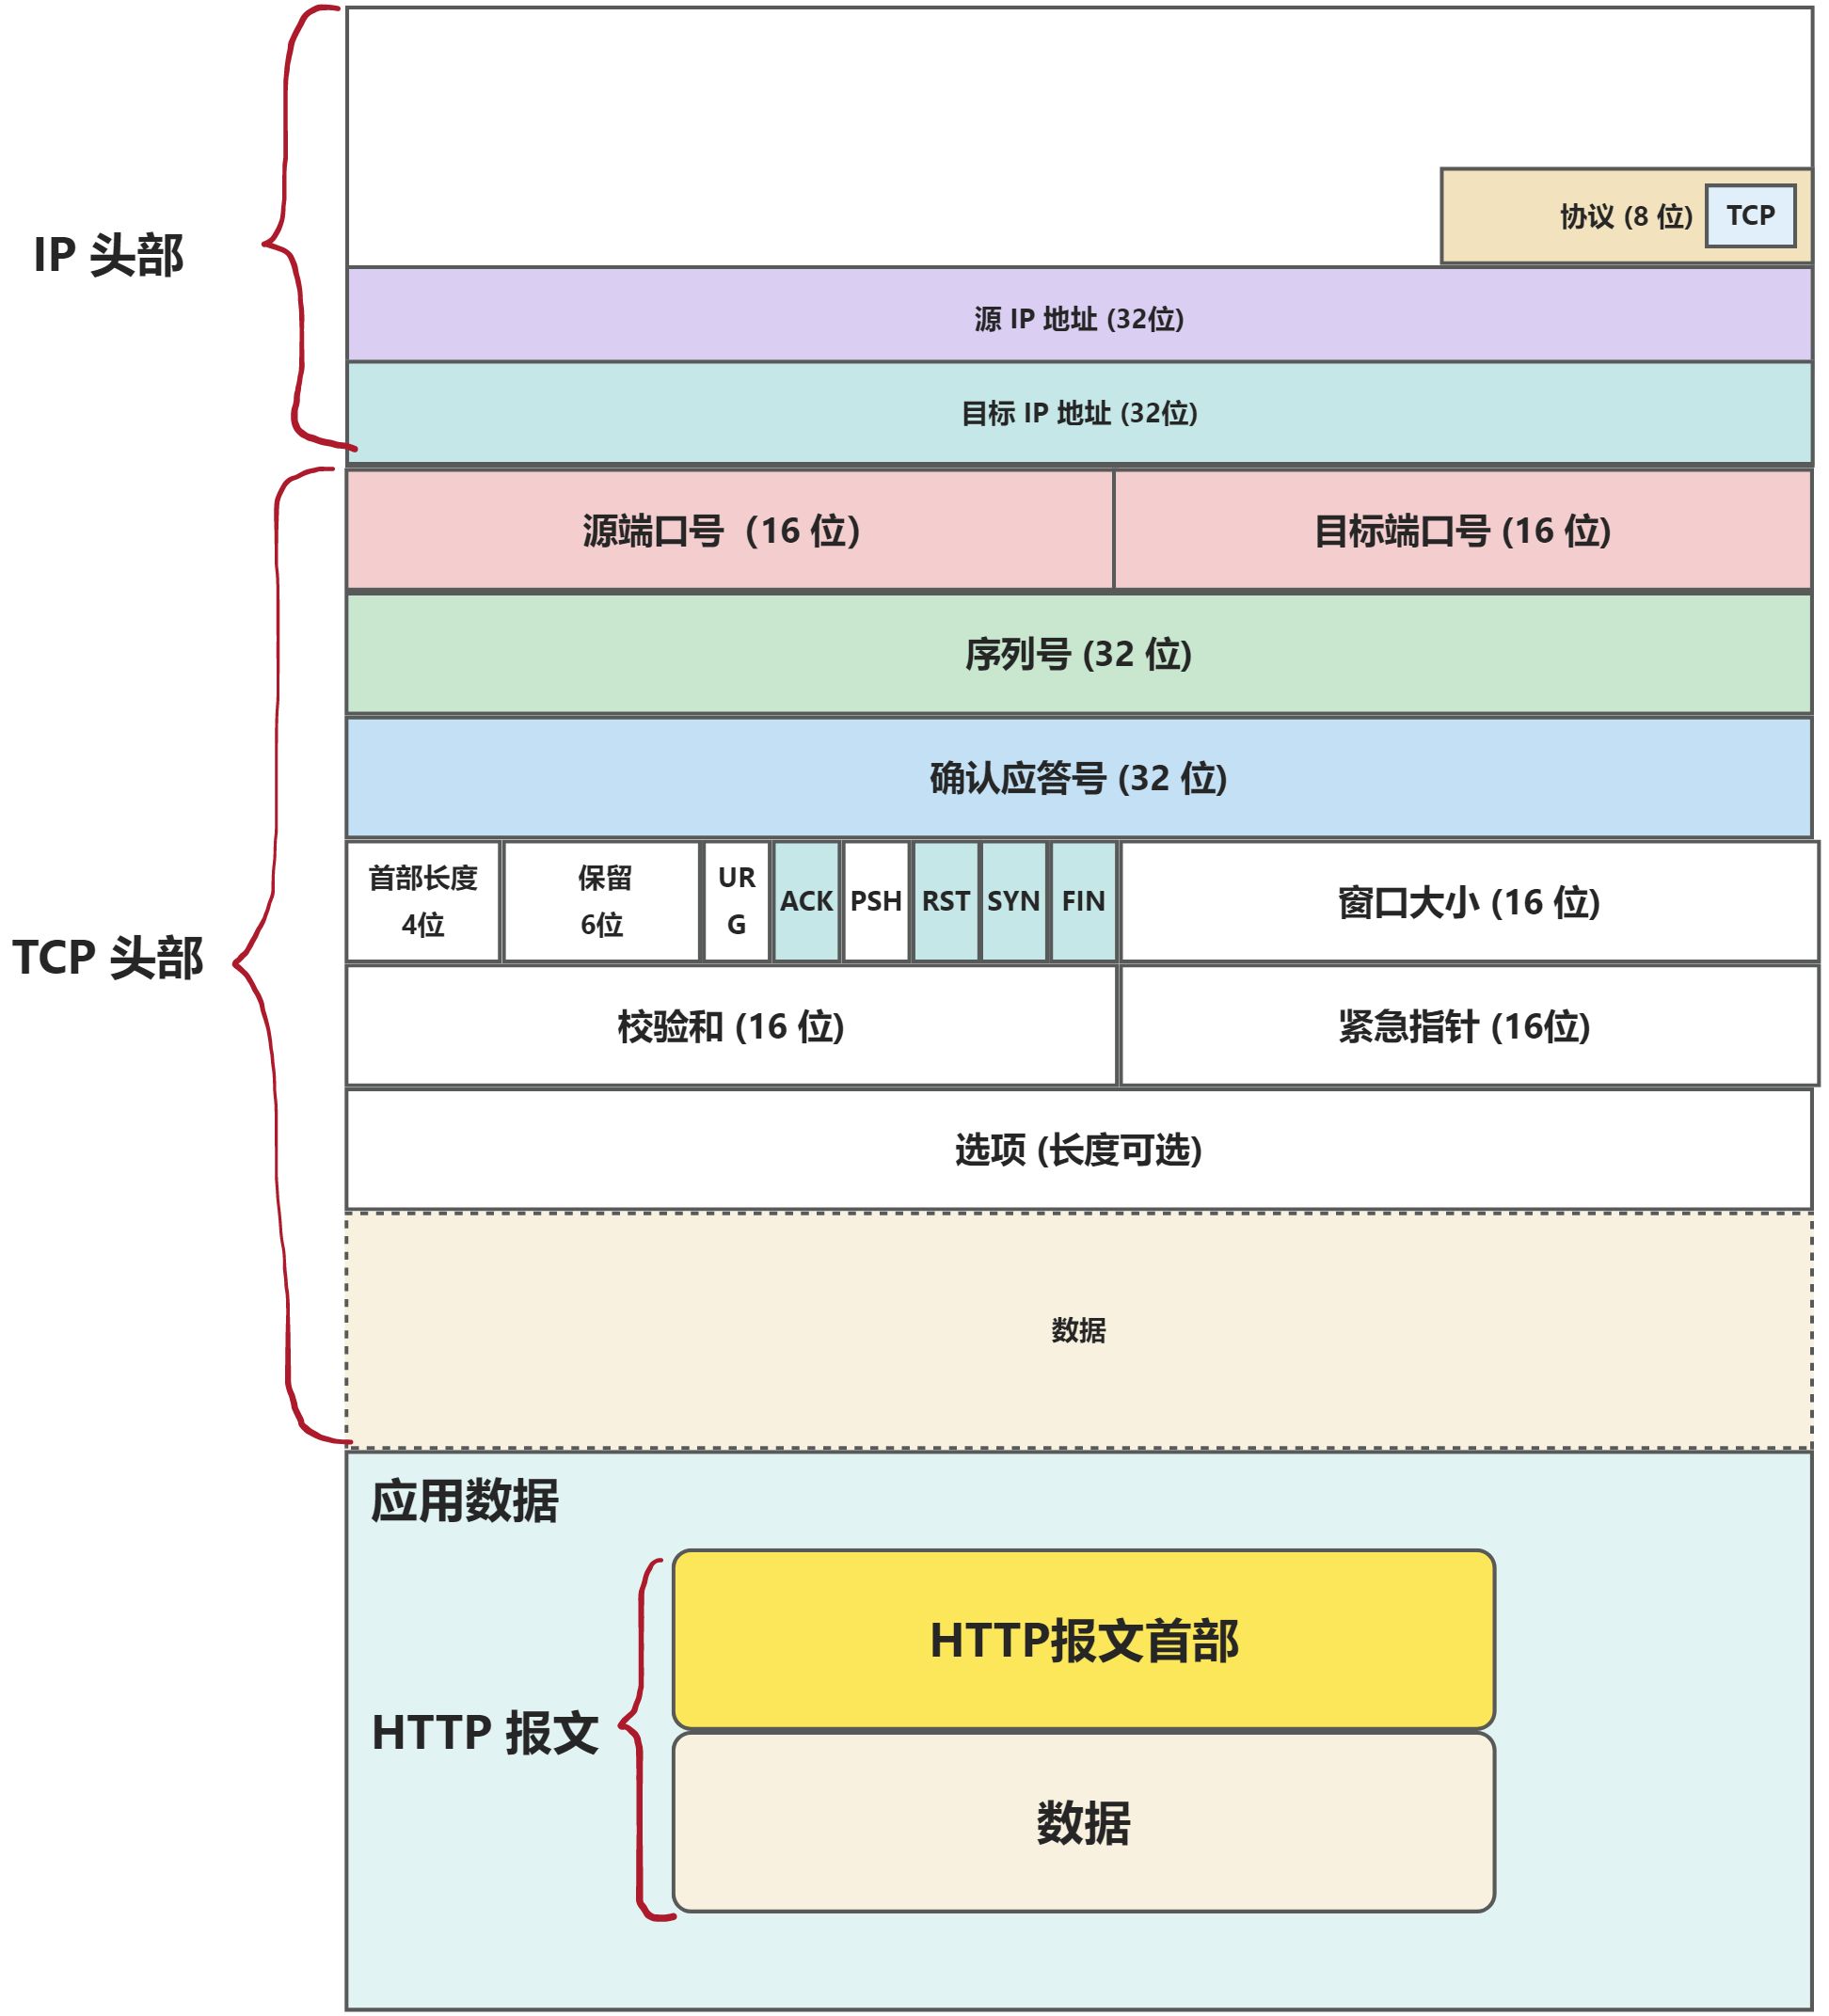 协议 (8 位) TCP
IP 头部
源 IP 地址 (32位)
目标 IP 地址 (32位)
源端口号（16 位） 目标端口号 (16 位)
序列号 (32 位)
确认应答号 (32 位)
首部长度
4位
保留
6位
UR
G
ACK
PSH
RST
SYN
FIN
窗口大小 (16 位)
TCP 头部
校验和 (16 位) 紧急指针 (16位)
选项 (长度可选)
数据
应用数据
HTTP报文首部
HTTP 报文
数据